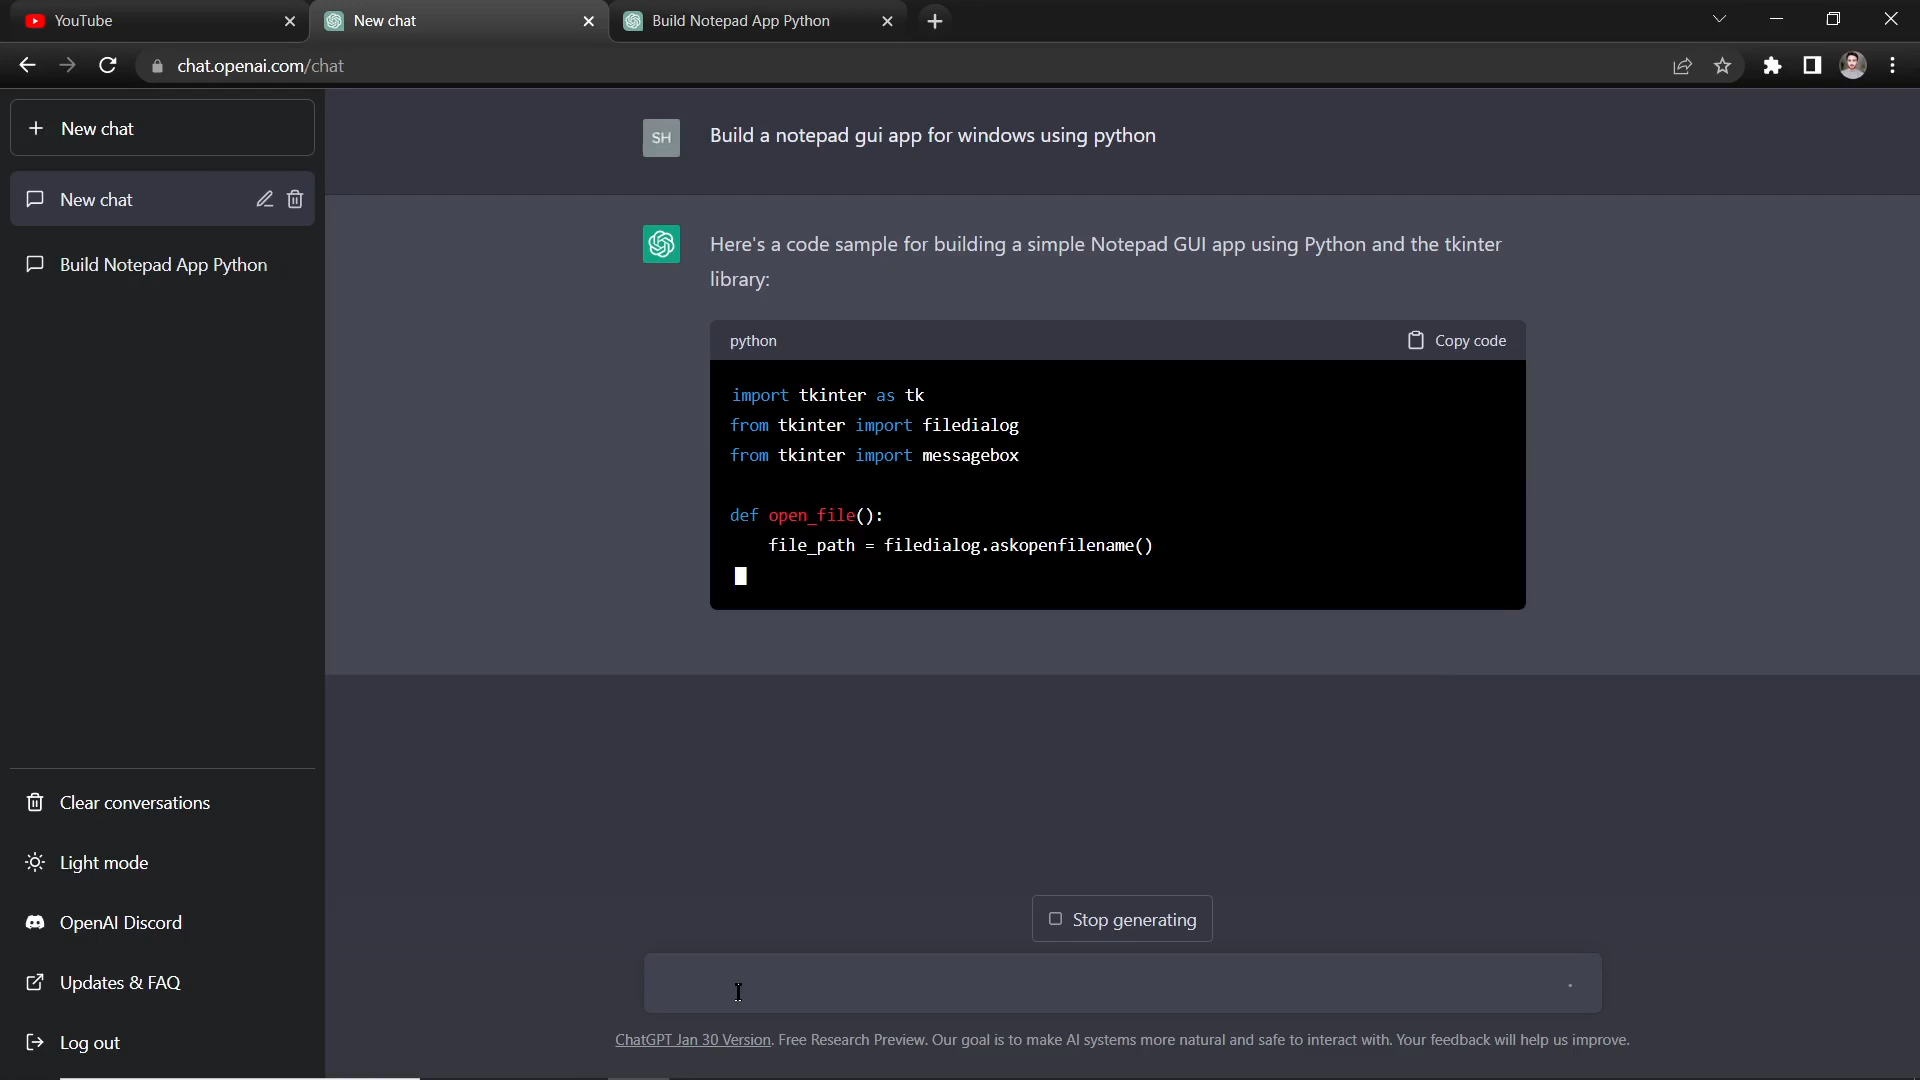 YouTube
New chat
Build Notepad App Python
chat.openai.com/chat
New chat
New chat
Build Notepad App Python
SH
Build a notepad gui app for windows using python
Here's a code sample for building a simple Notepad GUI app using Python and the tkinter
library:
python
Copy code
import tkinter as tk
from tkinter import filedialog
from tkinter import messagebox
def open_file():
    file_path = filedialog.askopenfilename()
Clear conversations
Light mode
OpenAI Discord
Updates & FAQ
Log out
Stop generating
ChatGPT Jan 30 Version. Free Research Preview. Our goal is to make AI systems more natural and safe to interact with. Your feedback will help us improve.